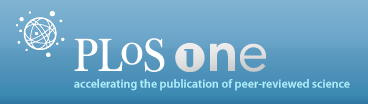 PLoS one
accelerating the publication of peer-reviewed science